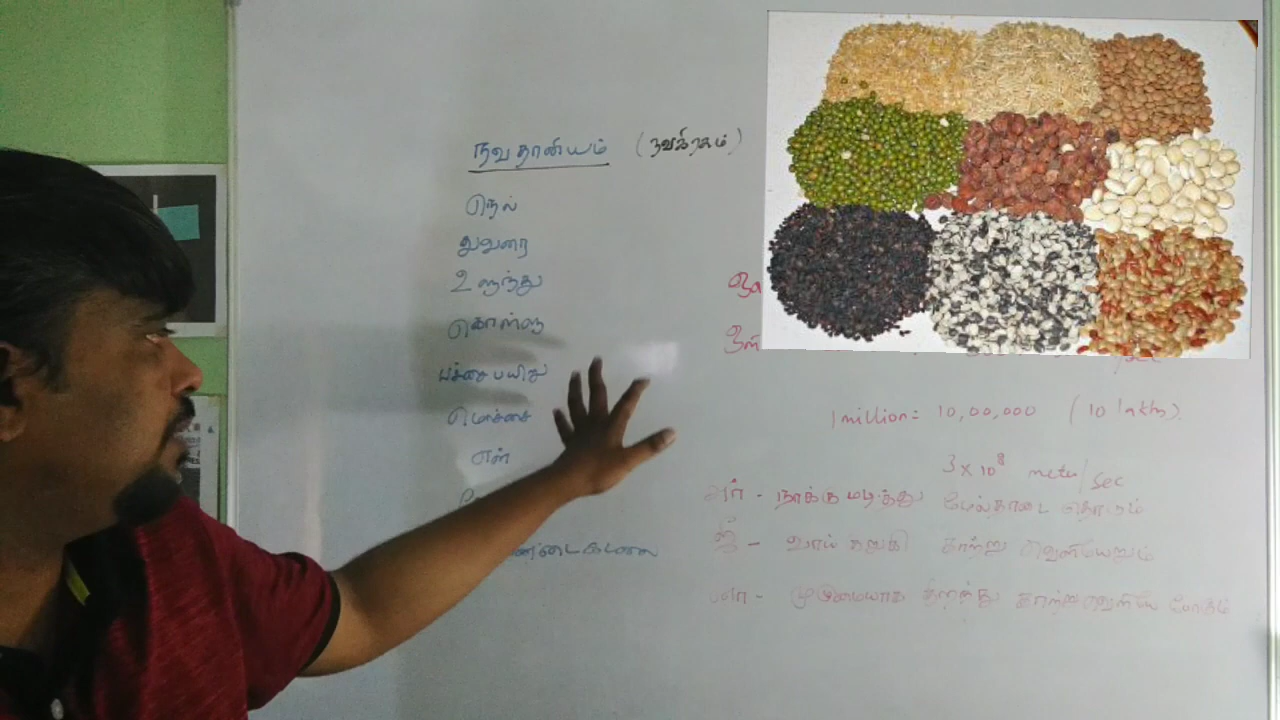 நவதானியம் (நவகிரகம்)
நெல்
துவரை
உளுந்து
கொள்ளு
பச்சைபயிறு
மொச்சை
எள்
1 million = 10,00,000 (10 lakhs).
3 x 10⁸ meter/sec
நாக்கு மடித்து மேல்தாடை தொடும்
ஜீ - வாய் குவுகி காற்று வெளியேறும்
முழுமையாக திறந்து காற்று வெளியே போகும்